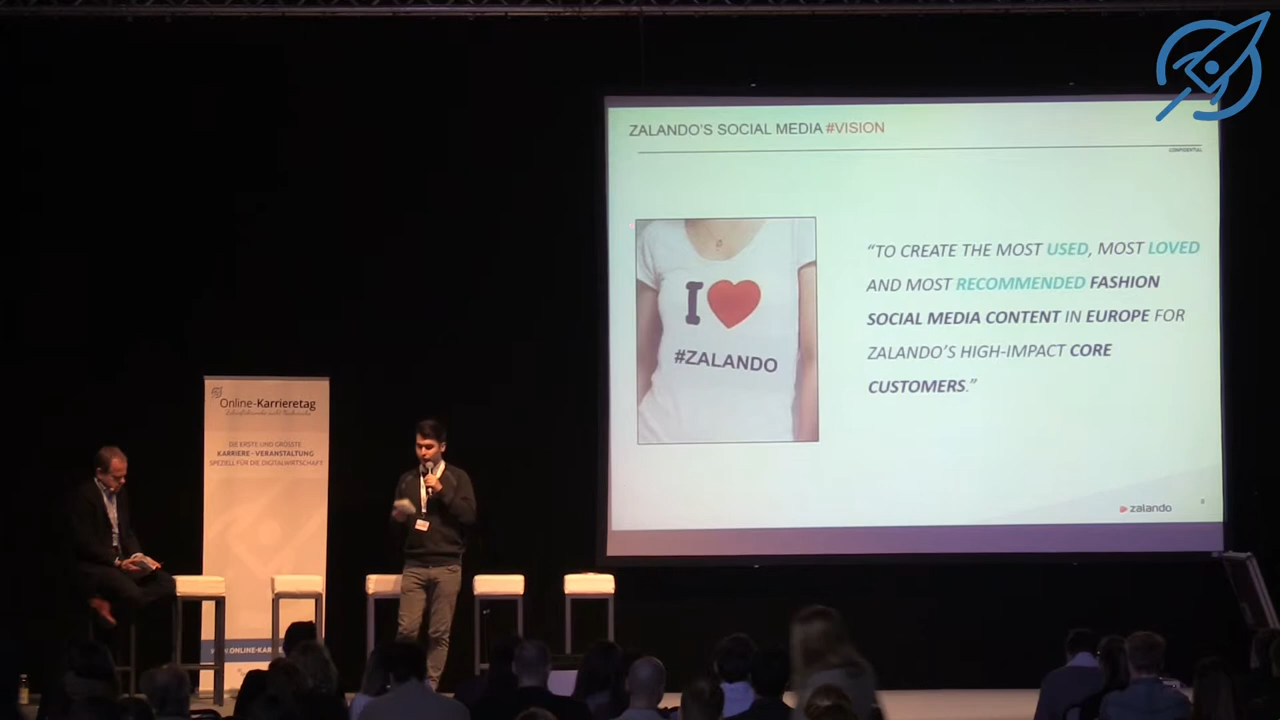 ZALANDO'S SOCIAL MEDIA #VISION
CONFIDENTIAL
I
#ZALANDO
“TO CREATE THE MOST USED, MOST LOVED
AND MOST RECOMMENDED FASHION
SOCIAL MEDIA CONTENT IN EUROPE FOR
ZALANDO'S HIGH-IMPACT CORE
CUSTOMERS.”
zalando
Online-Karrieretag
DIE ERSTE UND GRÖSSTE
KARRIERE - VERANSTALTUNG
SPEZIELL FÜR DIE DIGITALWIRTSCHAFT